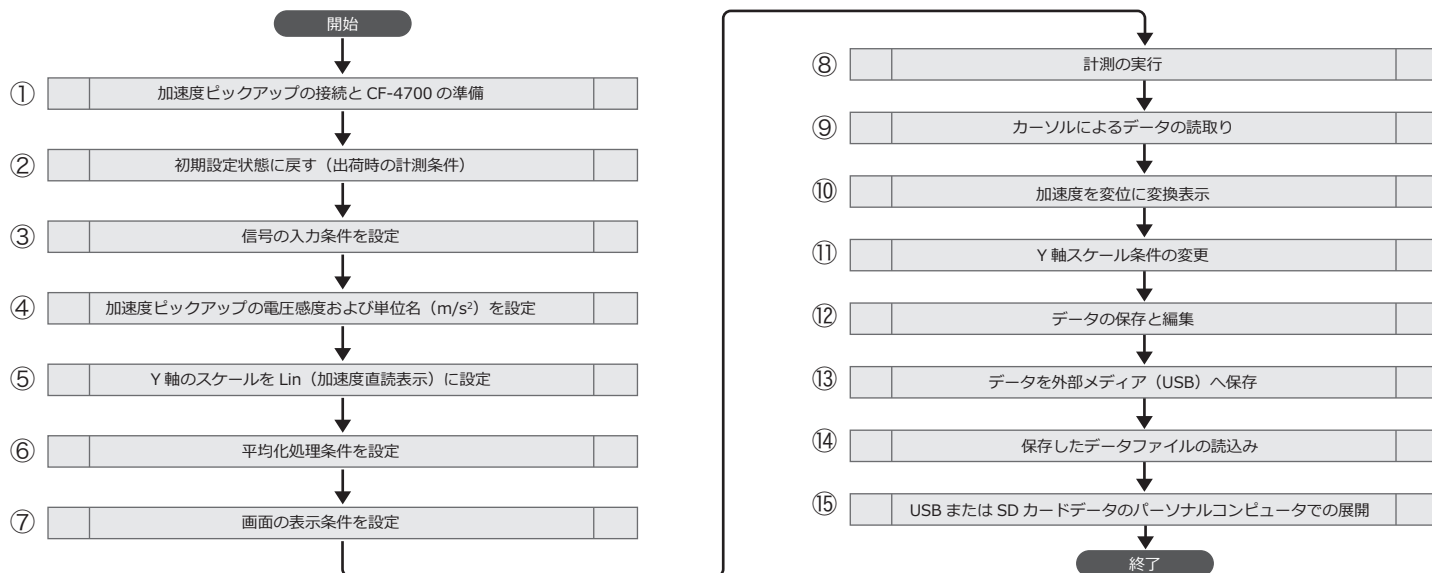 開始
① 加速度ピックアップの接続と CF-4700 の準備
② 初期設定状態に戻す（出荷時の計測条件）
③ 信号の入力条件を設定
④ 加速度ピックアップの電圧感度および単位名（m/s²）を設定
⑤ Y 軸のスケールを Lin（加速度直読表示）に設定
⑥ 平均化処理条件を設定
⑦ 画面の表示条件を設定
⑧ 計測の実行
⑨ カーソルによるデータの読取り
⑩ 加速度を変位に変換表示
⑪ Y 軸スケール条件の変更
⑫ データの保存と編集
⑬ データを外部メディア（USB）へ保存
⑭ 保存したデータファイルの読込み
⑮ USB または SD カードデータのパーソナルコンピュータでの展開
終了